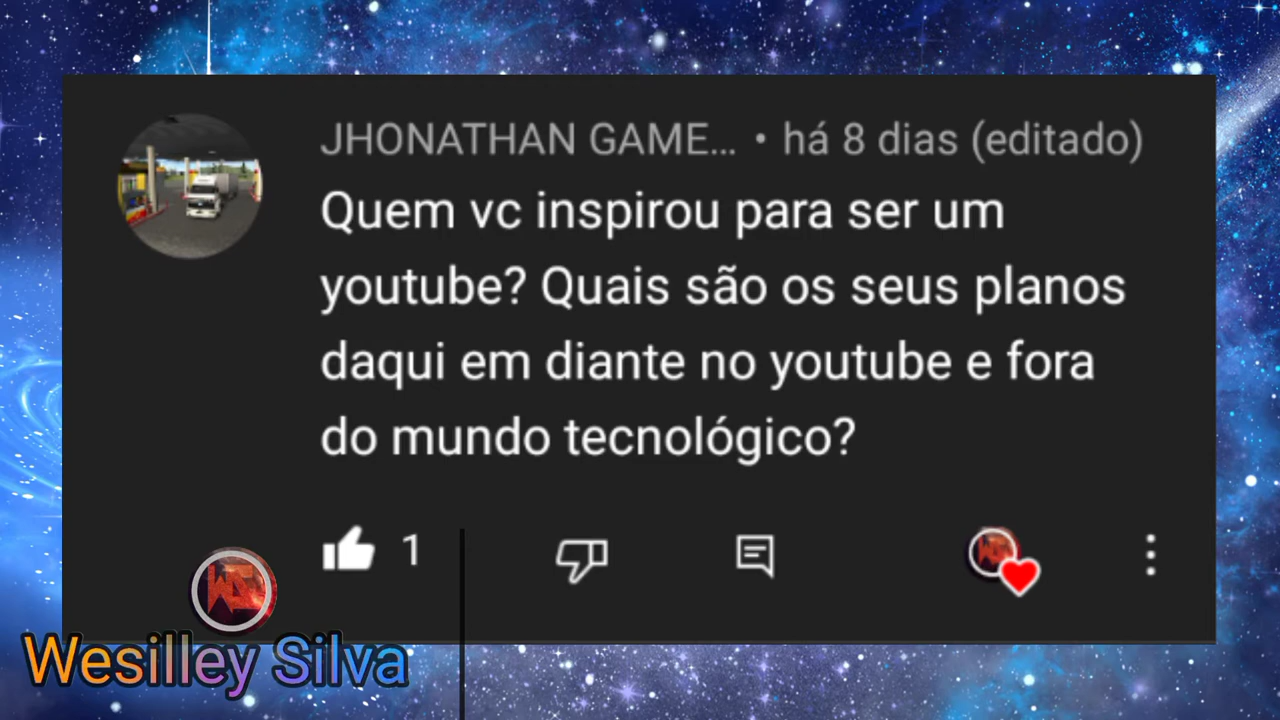 JHONATHAN GAME... • há 8 dias (editado)
Quem vc inspirou para ser um
youtube? Quais são os seus planos
daqui em diante no youtube e fora
do mundo tecnológico?
1
Wesilley Silva